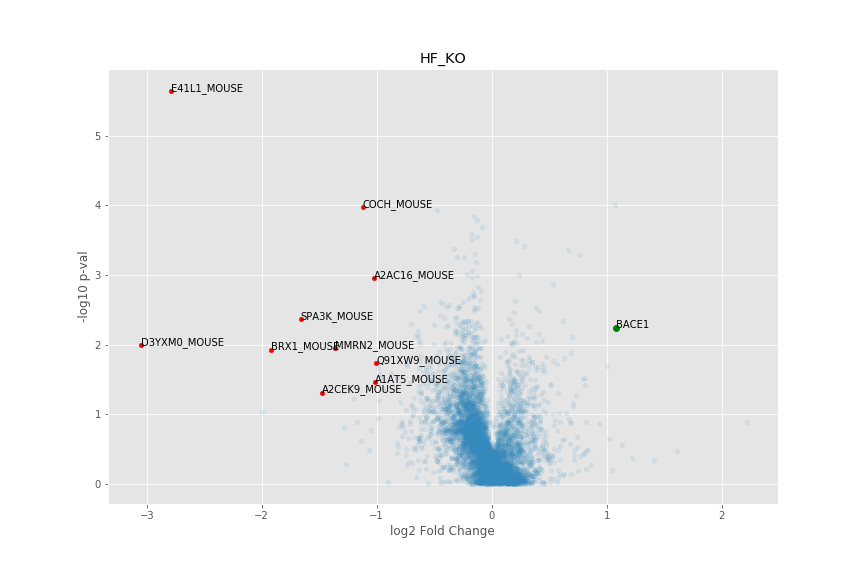 HF_KO
E41L1_MOUSE
5
COCH_MOUSE
4
A2AC16_MOUSE
3
SPA3K_MOUSE
BACE1
D3YXM0_MOUSE
BRX1_MOUSE
MMRN2_MOUSE
2
Q91XW9_MOUSE
A1AT5_MOUSE
A2CEK9_MOUSE
1
0
-log10 p-val
−3 −2 −1 0 1 2
log2 Fold Change